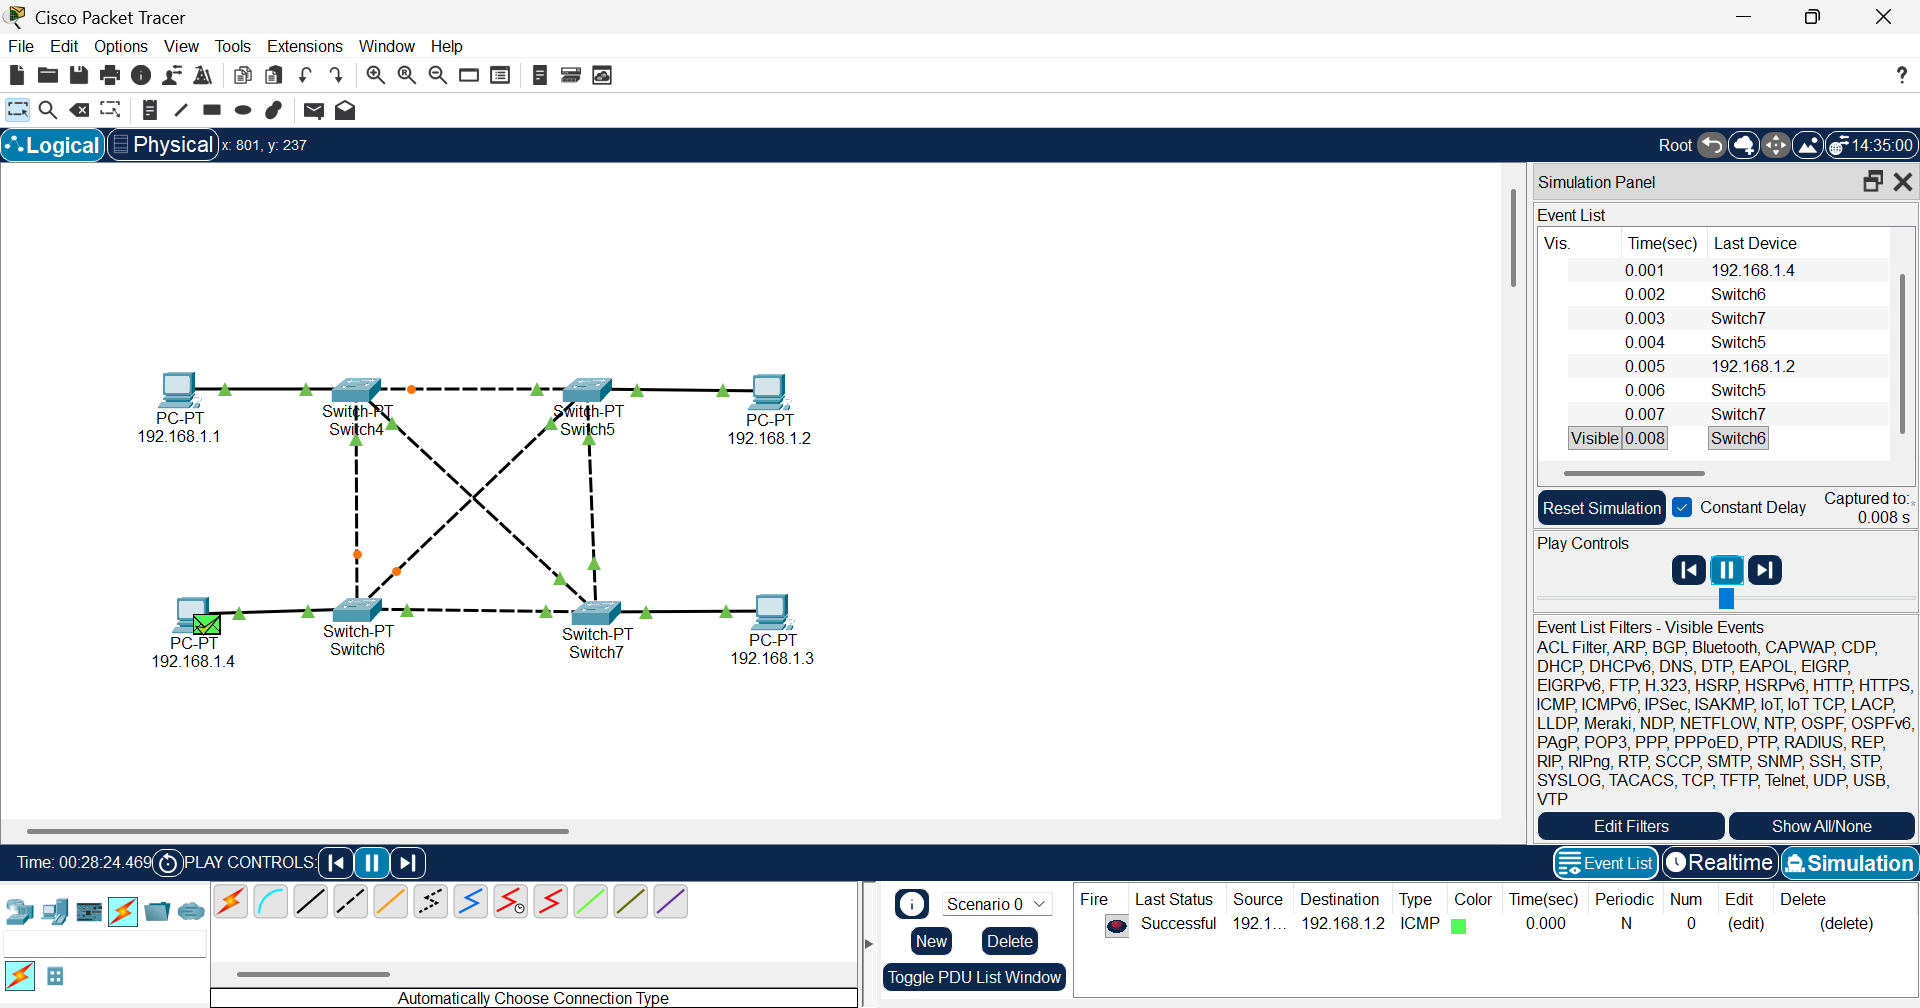 Cisco Packet Tracer
File Edit Options View Tools Extensions Window Help
?
Logical Physical x: 801, y: 237 Root 14:35:00
Simulation Panel
Event List
Vis. Time(sec) Last Device
0.001 192.168.1.4
0.002 Switch6
0.003 Switch7
0.004 Switch5
0.005 192.168.1.2
0.006 Switch5
0.007 Switch7
Visible 0.008 Switch6
Reset Simulation Constant Delay Captured to:
0.008 s
Play Controls
Event List Filters - Visible Events
ACL Filter, ARP, BGP, Bluetooth, CAPWAP, CDP,
DHCP, DHCPv6, DNS, DTP, EAPOL, EIGRP,
EIGRPv6, FTP, H.323, HSRP, HSRPv6, HTTP, HTTPS,
ICMP, ICMPv6, IPSec, ISAKMP, IoT, IoT TCP, LACP,
LLDP, Meraki, NDP, NETFLOW, NTP, OSPF, OSPFv6,
PAgP, POP3, PPP, PPPoED, PTP, RADIUS, REP,
RIP, RIPng, RTP, SCCP, SMTP, SNMP, SSH, STP,
SYSLOG, TACACS, TCP, TFTP, Telnet, UDP, USB,
VTP
Edit Filters Show All/None
PC-PT
192.168.1.1
Switch-PT
Switch4
Switch-PT
Switch5
PC-PT
192.168.1.2
PC-PT
192.168.1.4
Switch-PT
Switch6
Switch-PT
Switch7
PC-PT
192.168.1.3
Time: 00:28:24.469 PLAY CONTROLS: Event List Realtime Simulation
Automatically Choose Connection Type
Scenario 0
New Delete
Toggle PDU List Window
Fire Last Status Source Destination Type Color Time(sec) Periodic Num Edit Delete
Successful 192.1... 192.168.1.2 ICMP 0.000 N 0 (edit) (delete)